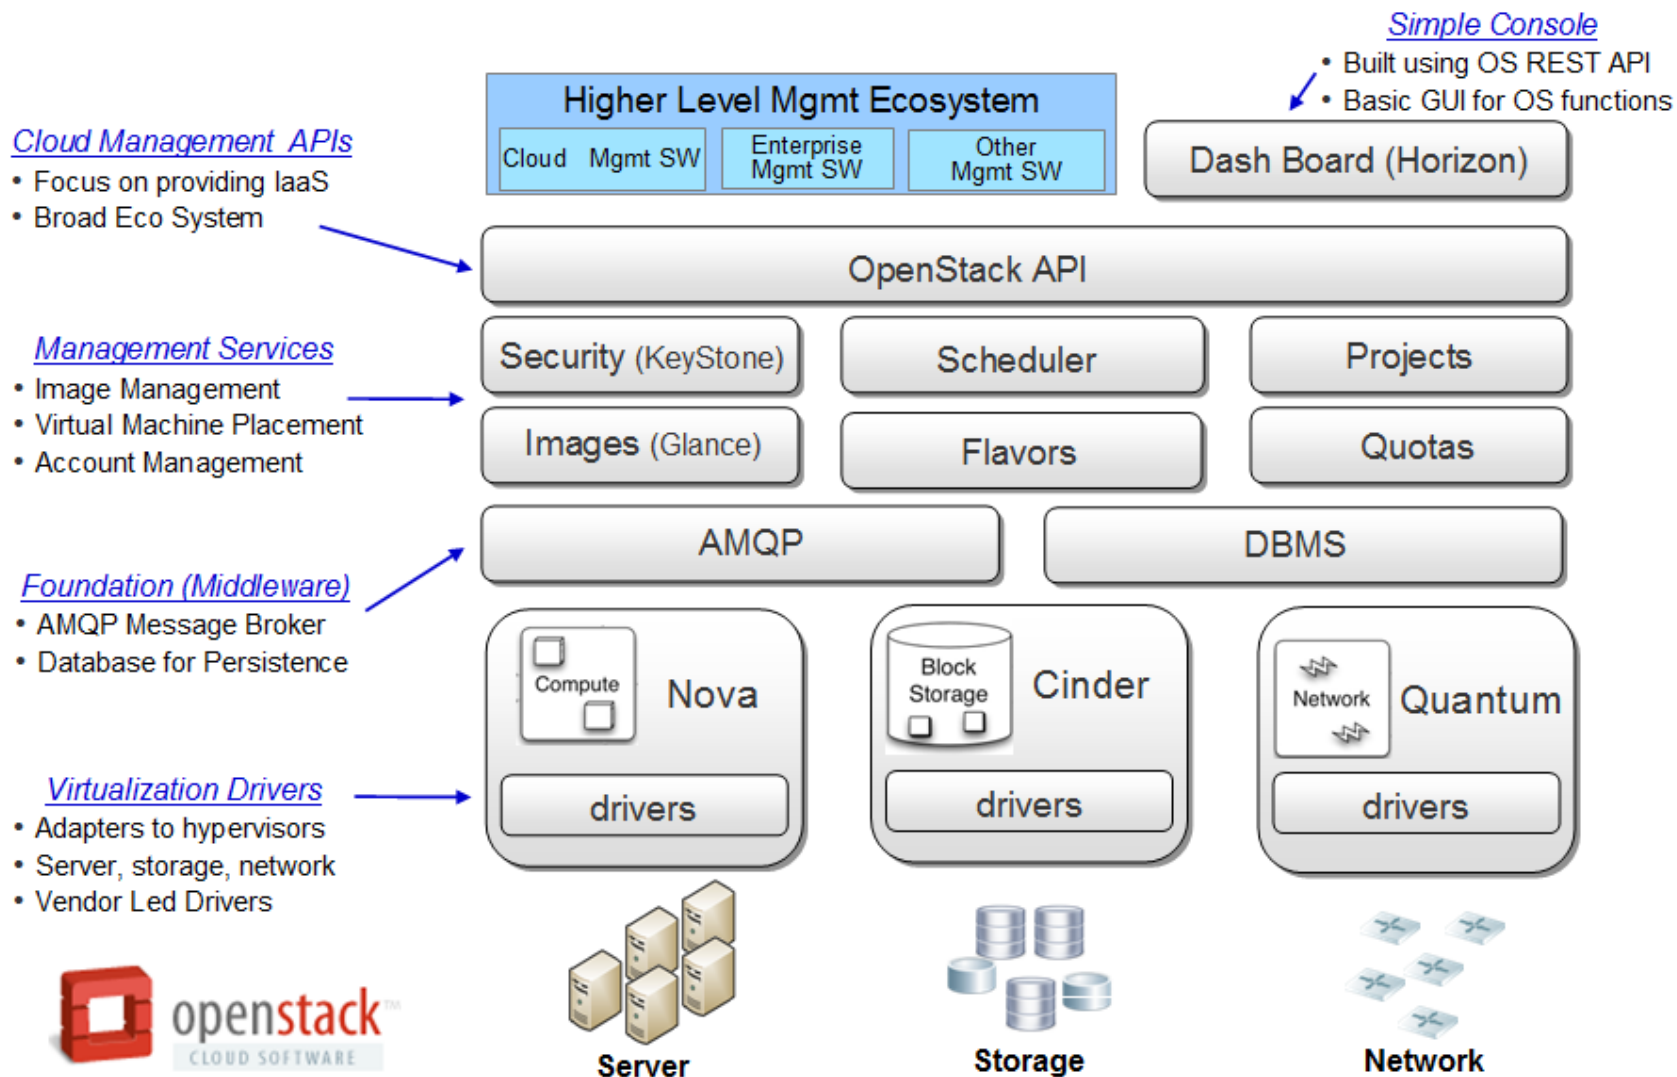 Simple Console
• Built using OS REST API
• Basic GUI for OS functions
Higher Level Mgmt Ecosystem
Cloud Mgmt SW
Enterprise
Mgmt SW
Other
Mgmt SW
Dash Board (Horizon)
Cloud Management APIs
• Focus on providing IaaS
• Broad Eco System
OpenStack API
Management Services
• Image Management
• Virtual Machine Placement
• Account Management
Security (KeyStone)
Scheduler
Projects
Images (Glance)
Flavors
Quotas
Foundation (Middleware)
• AMQP Message Broker
• Database for Persistence
AMQP
DBMS
Compute
Nova
Block
Storage
Cinder
Network
Quantum
Virtualization Drivers
• Adapters to hypervisors
• Server, storage, network
• Vendor Led Drivers
drivers
drivers
drivers
openstack™
CLOUD SOFTWARE
Server
Storage
Network